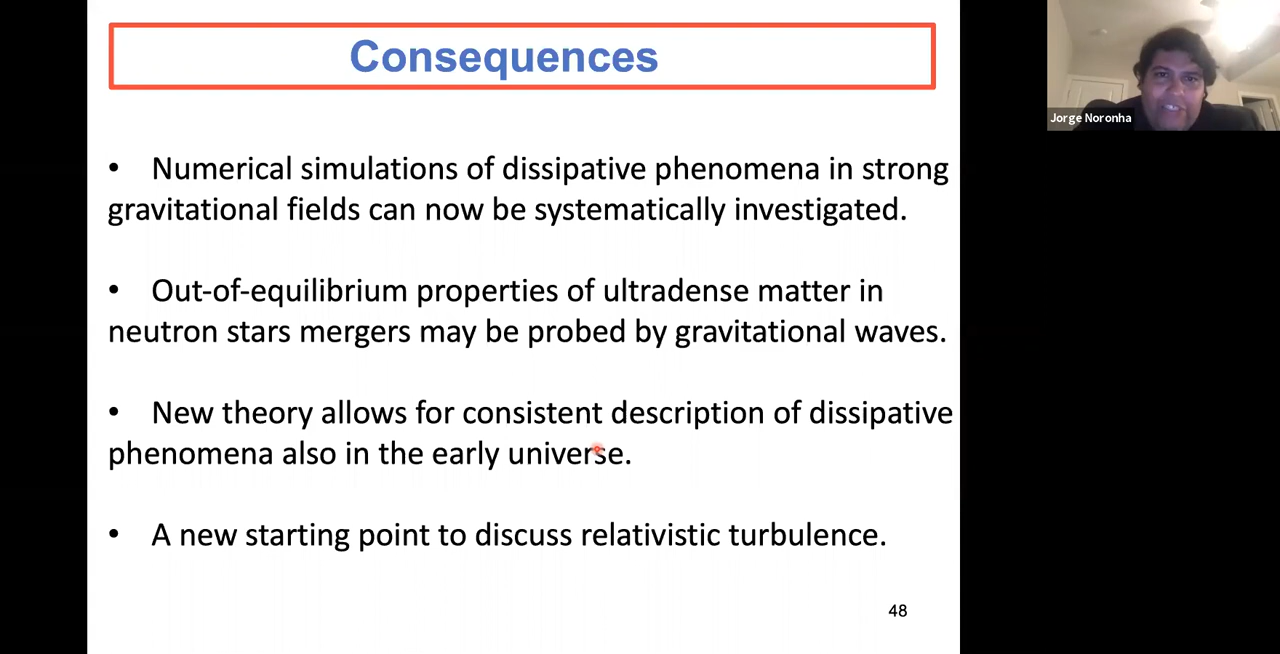 Consequences
Jorge Noronha
• Numerical simulations of dissipative phenomena in strong
gravitational fields can now be systematically investigated.
• Out-of-equilibrium properties of ultradense matter in
neutron stars mergers may be probed by gravitational waves.
• New theory allows for consistent description of dissipative
phenomena also in the early universe.
• A new starting point to discuss relativistic turbulence.
48